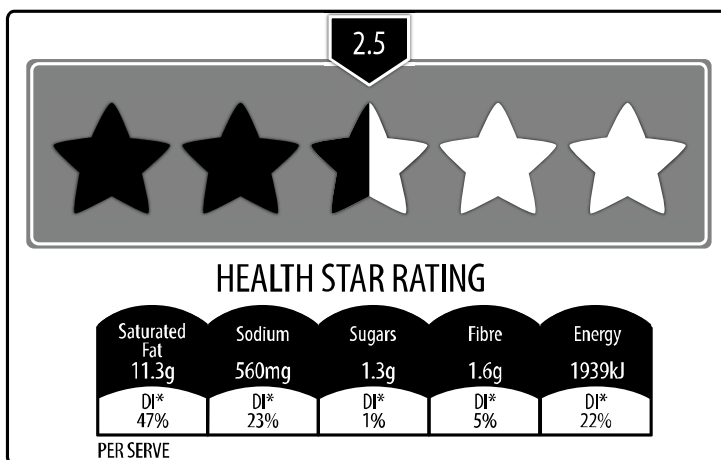 2.5
HEALTH STAR RATING
Saturated
Fat
11.3g
DI*
47%
Sodium
560mg
DI*
23%
Sugars
1.3g
DI*
1%
Fibre
1.6g
DI*
5%
Energy
1939kJ
DI*
22%
PER SERVE